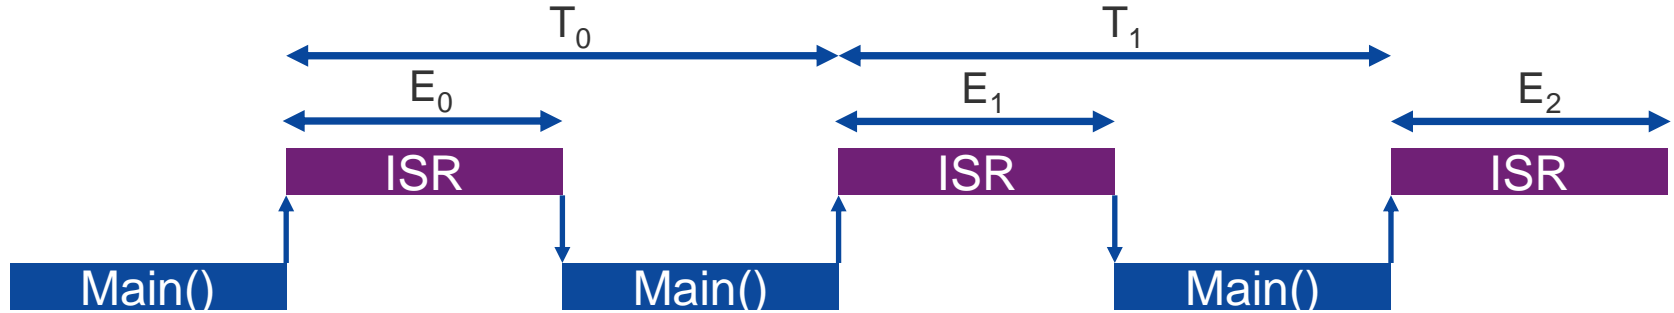 T0 T1
E0 E1 E2
ISR ISR ISR
Main() Main() Main()